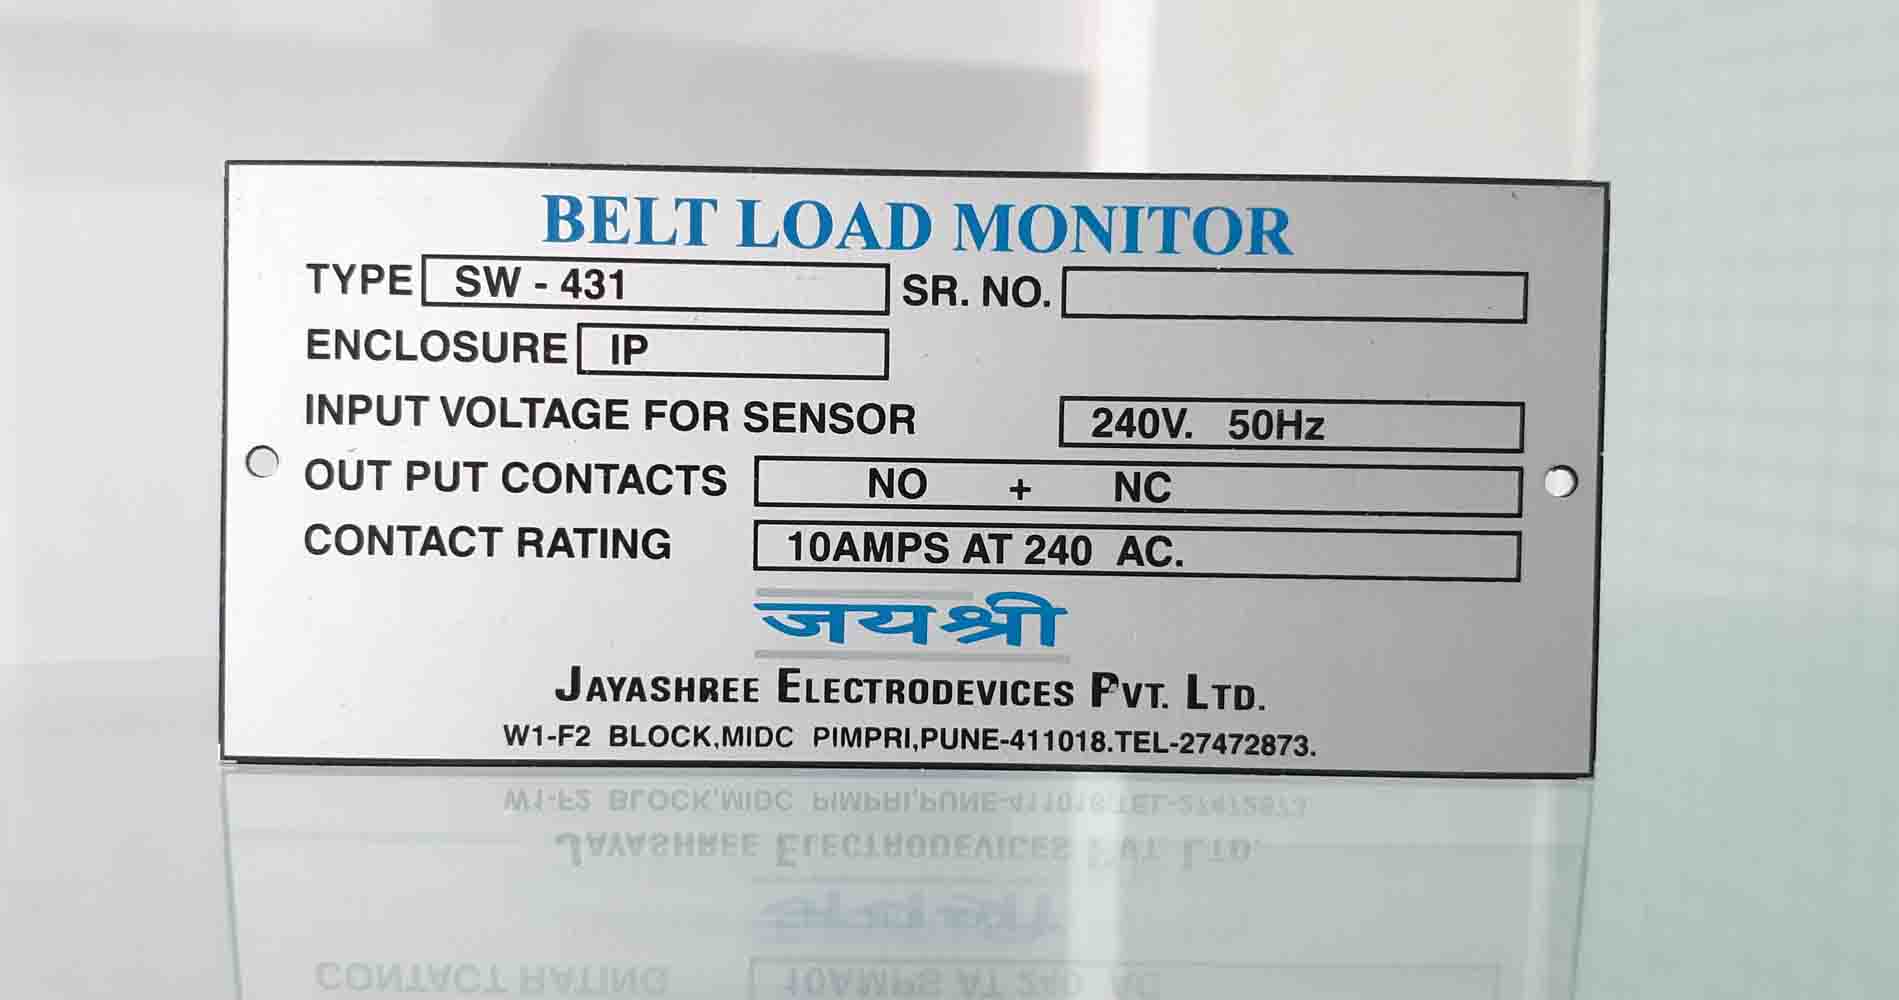 BELT LOAD MONITOR
TYPE SW - 431 SR. NO.
ENCLOSURE IP
INPUT VOLTAGE FOR SENSOR 240V. 50Hz
OUT PUT CONTACTS NO + NC
CONTACT RATING 10AMPS AT 240 AC.
जयश्री
JAYASHREE ELECTRODEVICES PVT. LTD.
W1-F2 BLOCK,MIDC PIMPRI,PUNE-411018.TEL-27472873.